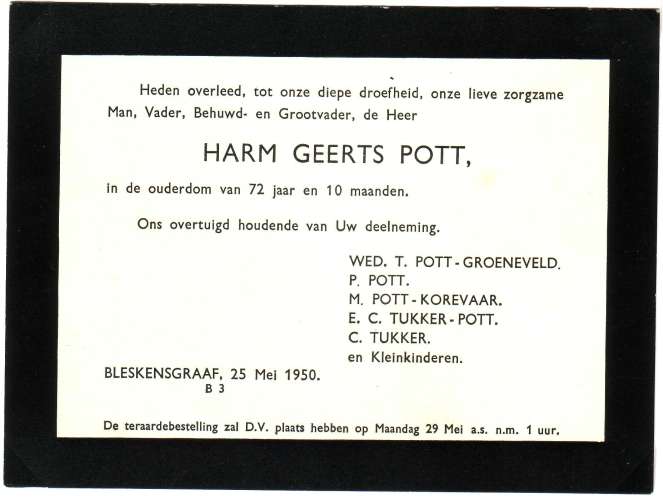 Heden overleed, tot onze diepe droefheid, onze lieve zorgzame
Man, Vader, Behuwd- en Grootvader, de Heer
HARM GEERTS POTT,
in de ouderdom van 72 jaar en 10 maanden.
Ons overtuigd houdende van Uw deelneming.
WED. T. POTT-GROENEVELD.
P. POTT.
M. POTT-KOREVAAR.
E. C. TUKKER-POTT.
C. TUKKER.
en Kleinkinderen.
BLESKENSGRAAF, 25 Mei 1950.
B 3
De teraardebestelling zal D.V. plaats hebben op Maandag 29 Mei a.s. n.m. 1 uur.